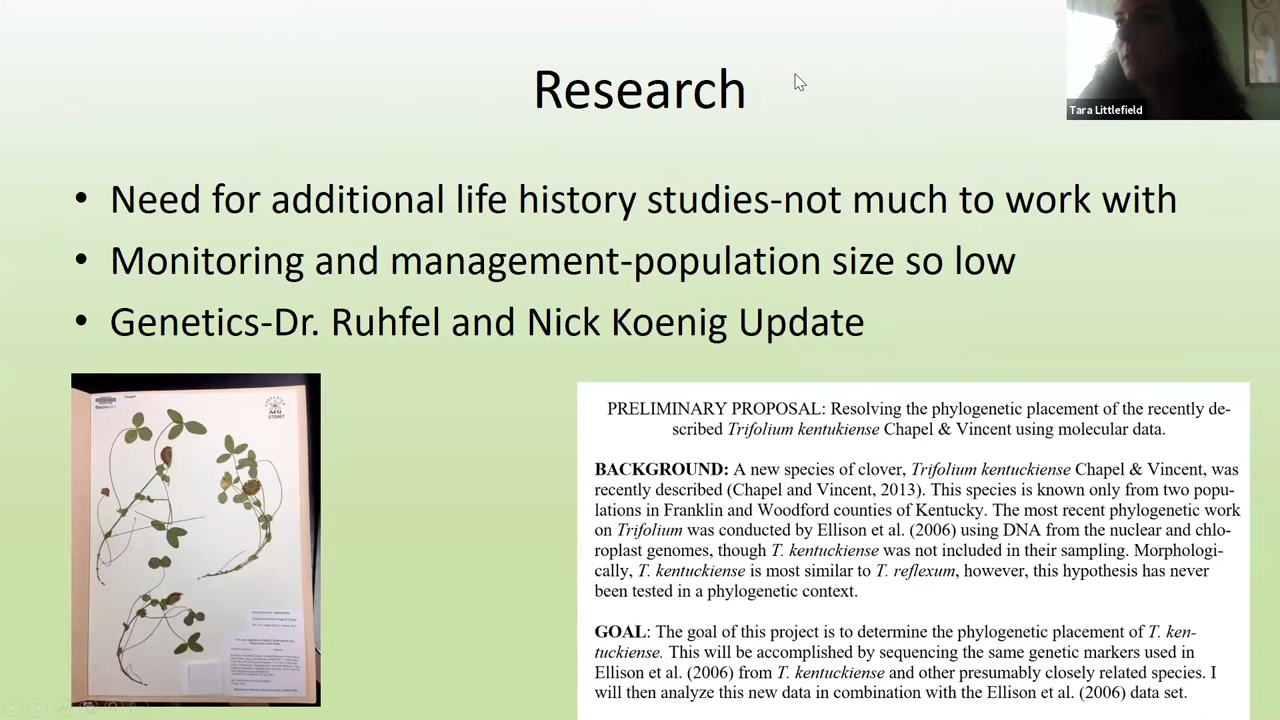 Research
Tara Littlefield
• Need for additional life history studies-not much to work with
• Monitoring and management-population size so low
• Genetics-Dr. Ruhfel and Nick Koenig Update
PRELIMINARY PROPOSAL: Resolving the phylogenetic placement of the recently de-
scribed Trifolium kentukiense Chapel & Vincent using molecular data.
BACKGROUND: A new species of clover, Trifolium kentuckiense Chapel & Vincent, was
recently described (Chapel and Vincent, 2013). This species is known only from two popu-
lations in Franklin and Woodford counties of Kentucky. The most recent phylogenetic work
on Trifolium was conducted by Ellison et al. (2006) using DNA from the nuclear and chlo-
roplast genomes, though T. kentuckiense was not included in their sampling. Morphologi-
cally, T. kentuckiense is most similar to T. reflexum, however, this hypothesis has never
been tested in a phylogenetic context.
GOAL: The goal of this project is to determine the phylogenetic placement of T. ken-
tuckiense. This will be accomplished by sequencing the same genetic markers used in
Ellison et al. (2006) from T. kentuckiense and other presumably closely related species. I
will then analyze this new data in combination with the Ellison et al. (2006) data set.